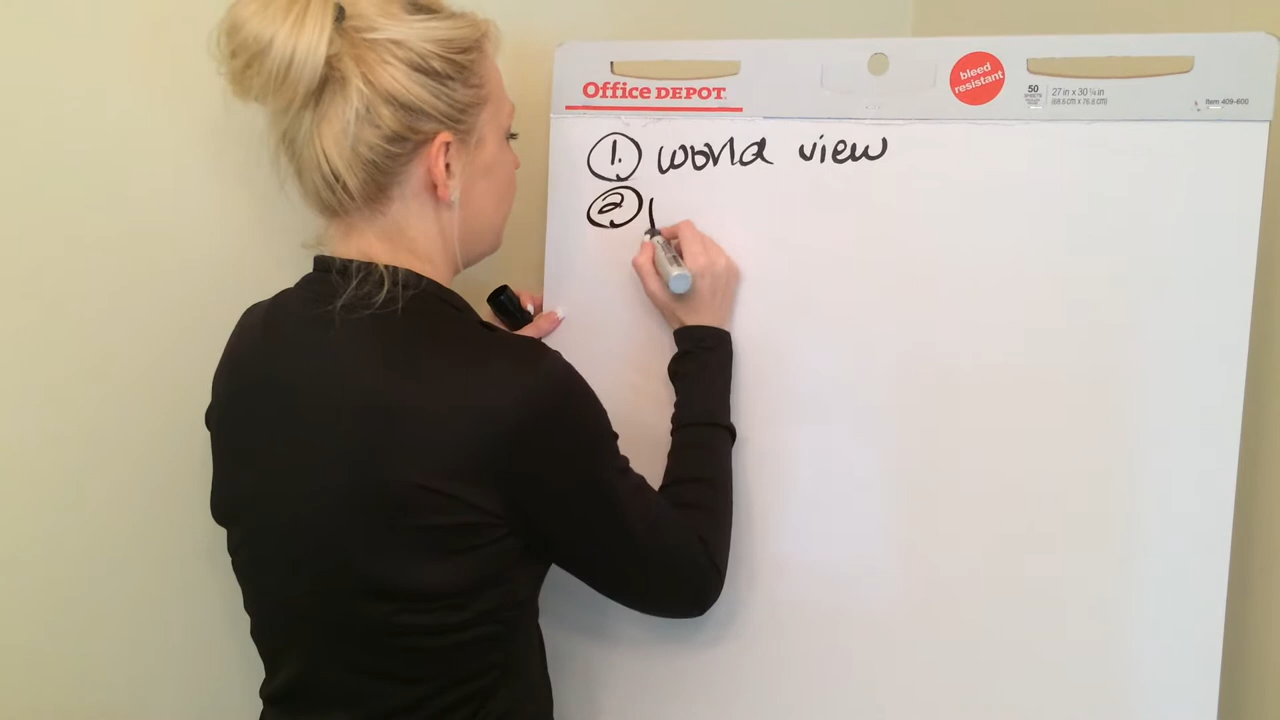 Office DEPOT
bleed resistant
50 SHEETS
27 in x 30 ¾ in
(68.6 cm x 76.8 cm)
Item 409-600
1. world view
2